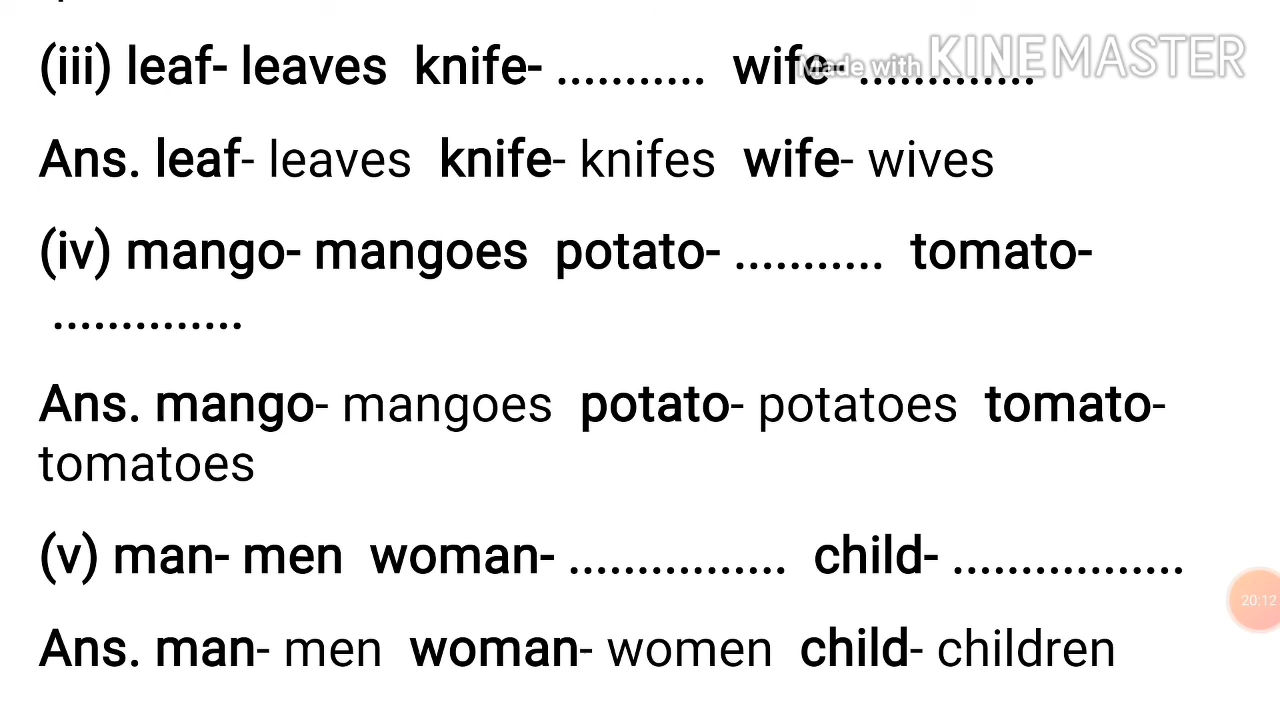 (iii) leaf- leaves knife- ........... wife- .............
Made with KINEMASTER
Ans. leaf- leaves knife- knifes wife- wives
(iv) mango- mangoes potato- ........... tomato-
..............
Ans. mango- mangoes potato- potatoes tomato-
tomatoes
(v) man- men woman- ................ child- .................
20:12
Ans. man- men woman- women child- children